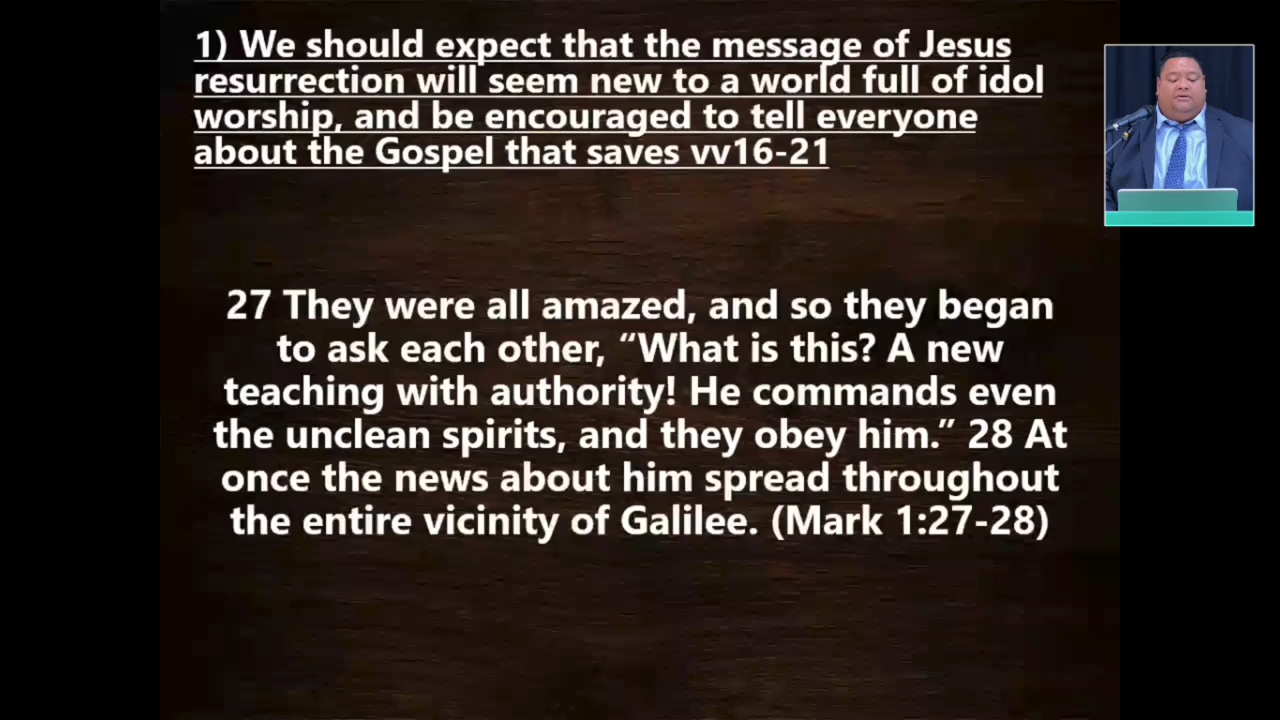 1) We should expect that the message of Jesus
resurrection will seem new to a world full of idol
worship, and be encouraged to tell everyone
about the Gospel that saves vv16-21
27 They were all amazed, and so they began
to ask each other, “What is this? A new
teaching with authority! He commands even
the unclean spirits, and they obey him.” 28 At
once the news about him spread throughout
the entire vicinity of Galilee. (Mark 1:27-28)